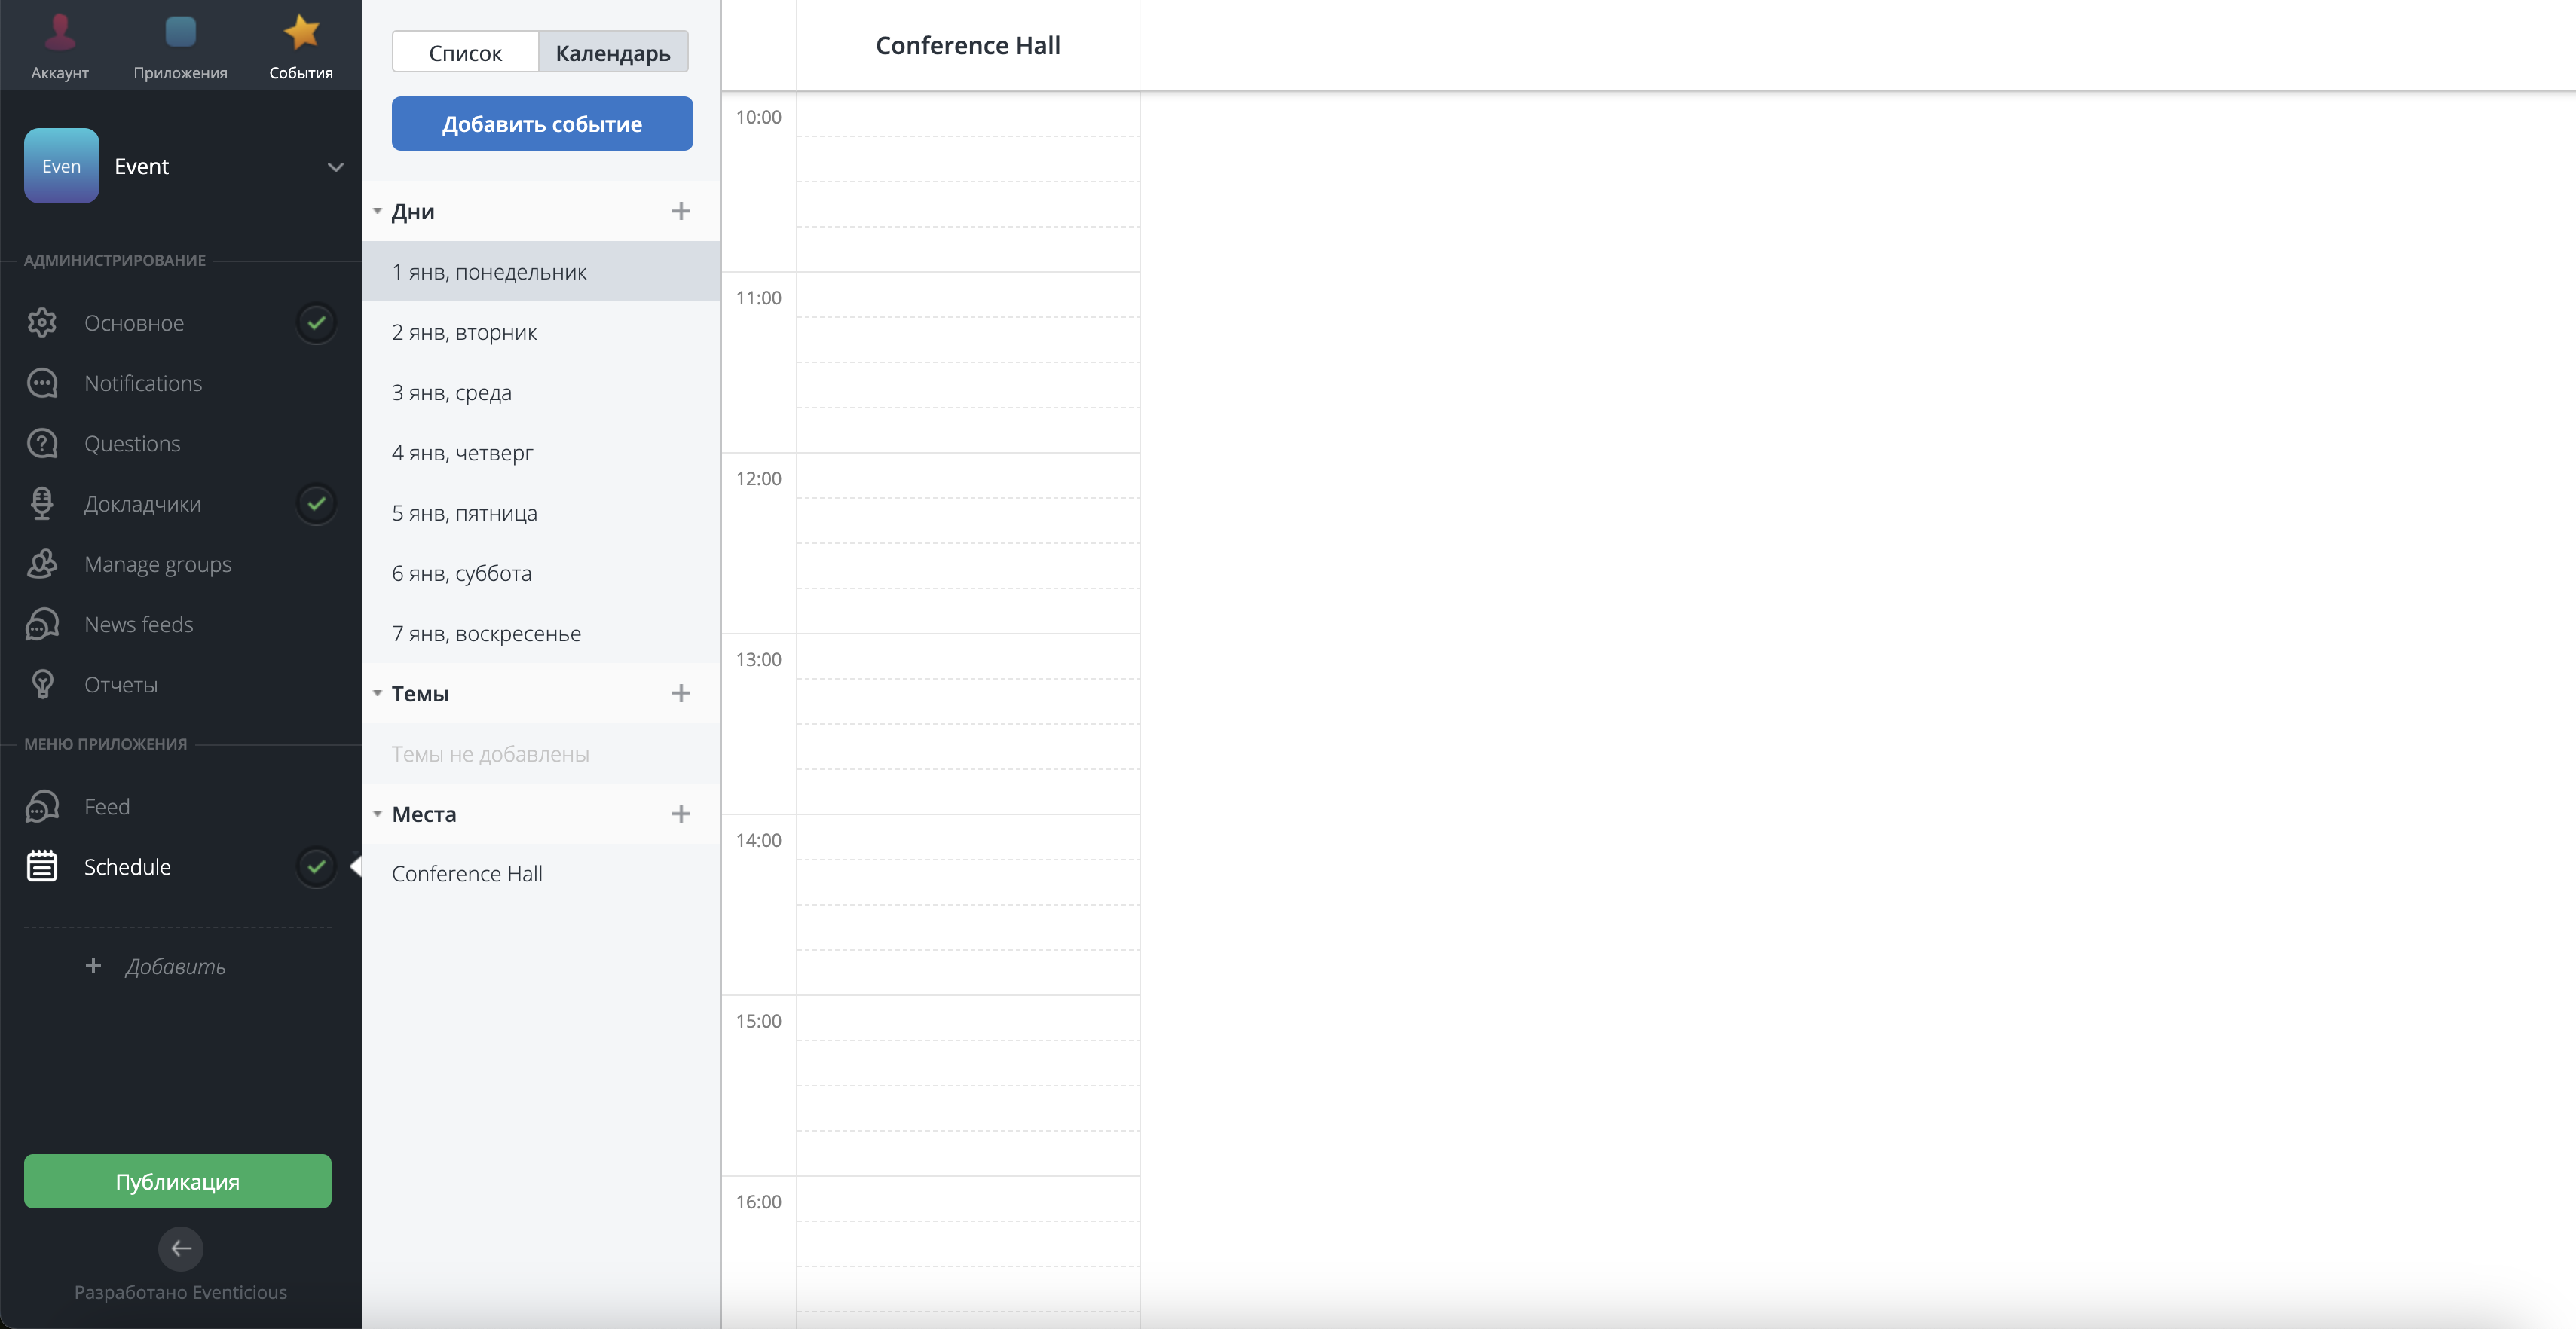 Аккаунт
Приложения
События
Even
Event
АДМИНИСТРИРОВАНИЕ
Основное
Notifications
Questions
Докладчики
Manage groups
News feeds
Отчеты
МЕНЮ ПРИЛОЖЕНИЯ
Feed
Schedule
+ Добавить
Публикация
Разработано Eventicious
Список
Календарь
Добавить событие
Дни
1 янв, понедельник
2 янв, вторник
3 янв, среда
4 янв, четверг
5 янв, пятница
6 янв, суббота
7 янв, воскресенье
Темы
Темы не добавлены
Места
Conference Hall
Conference Hall
10:00
11:00
12:00
13:00
14:00
15:00
16:00